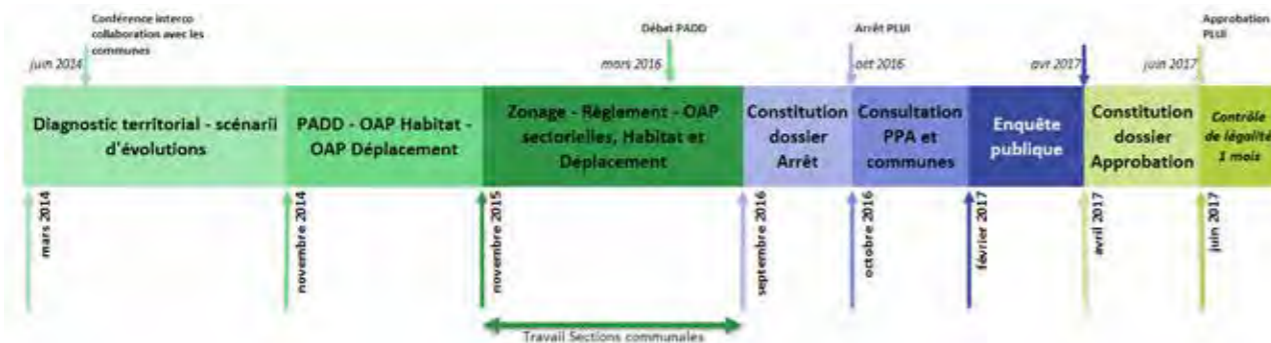 Conférence interco
collaboration avec les
communes
Débat PADD
Arrêt PLUI
Approbation
PLUI
juin 2014
mars 2016
oct 2016
avr 2017
juin 2017
Diagnostic territorial - scénarii
d'évolutions
PADD - OAP Habitat -
OAP Déplacement
Zonage - Règlement - OAP
sectorielles, Habitat et
Déplacement
Constitution
dossier
Arrêt
Consultation
PPA et
communes
Enquête
publique
Constitution
dossier
Approbation
Contrôle
de légalité
1 mois
mars 2014
novembre 2014
novembre 2015
septembre 2016
octobre 2016
février 2017
avril 2017
juin 2017
Travail Sections communales